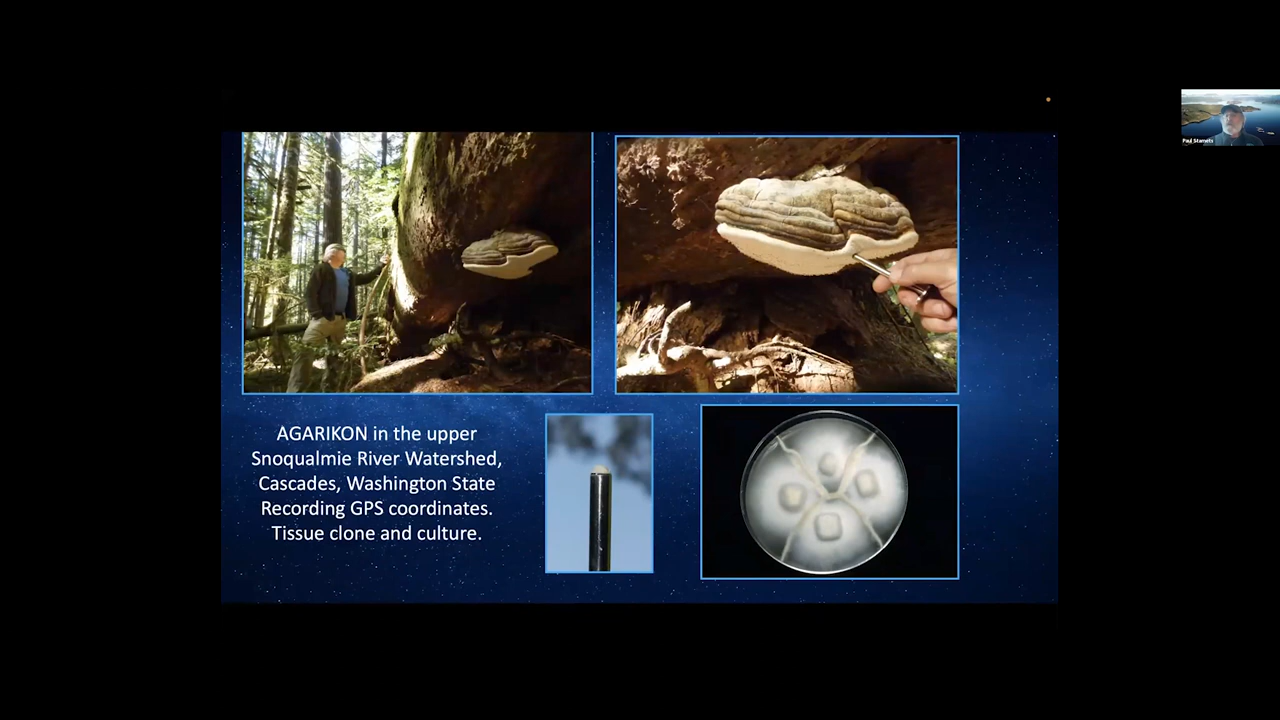 AGARIKON in the upper
Snoqualmie River Watershed,
Cascades, Washington State
Recording GPS coordinates.
Tissue clone and culture.
Paul Stamets